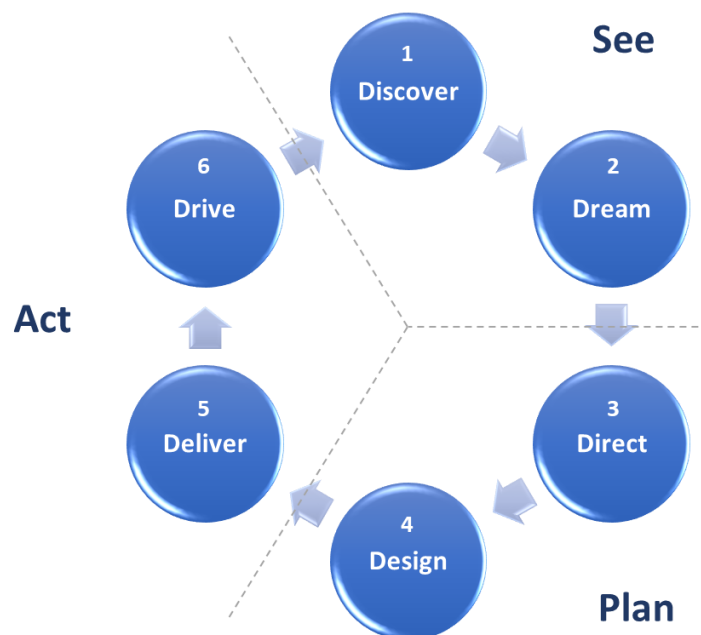 See
1
Discover
2
Dream
3
Direct
4
Design
Plan
5
Deliver
6
Drive
Act